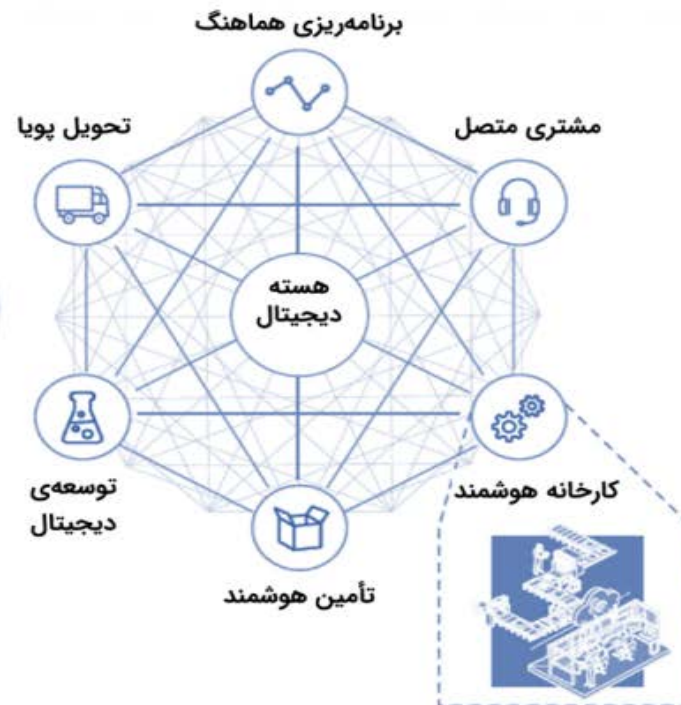 برنامه‌ریزی هماهنگ
مشتری متصل
تحویل پویا
هسته
دیجیتال
کارخانه هوشمند
توسعه‌ی
دیجیتال
تأمین هوشمند